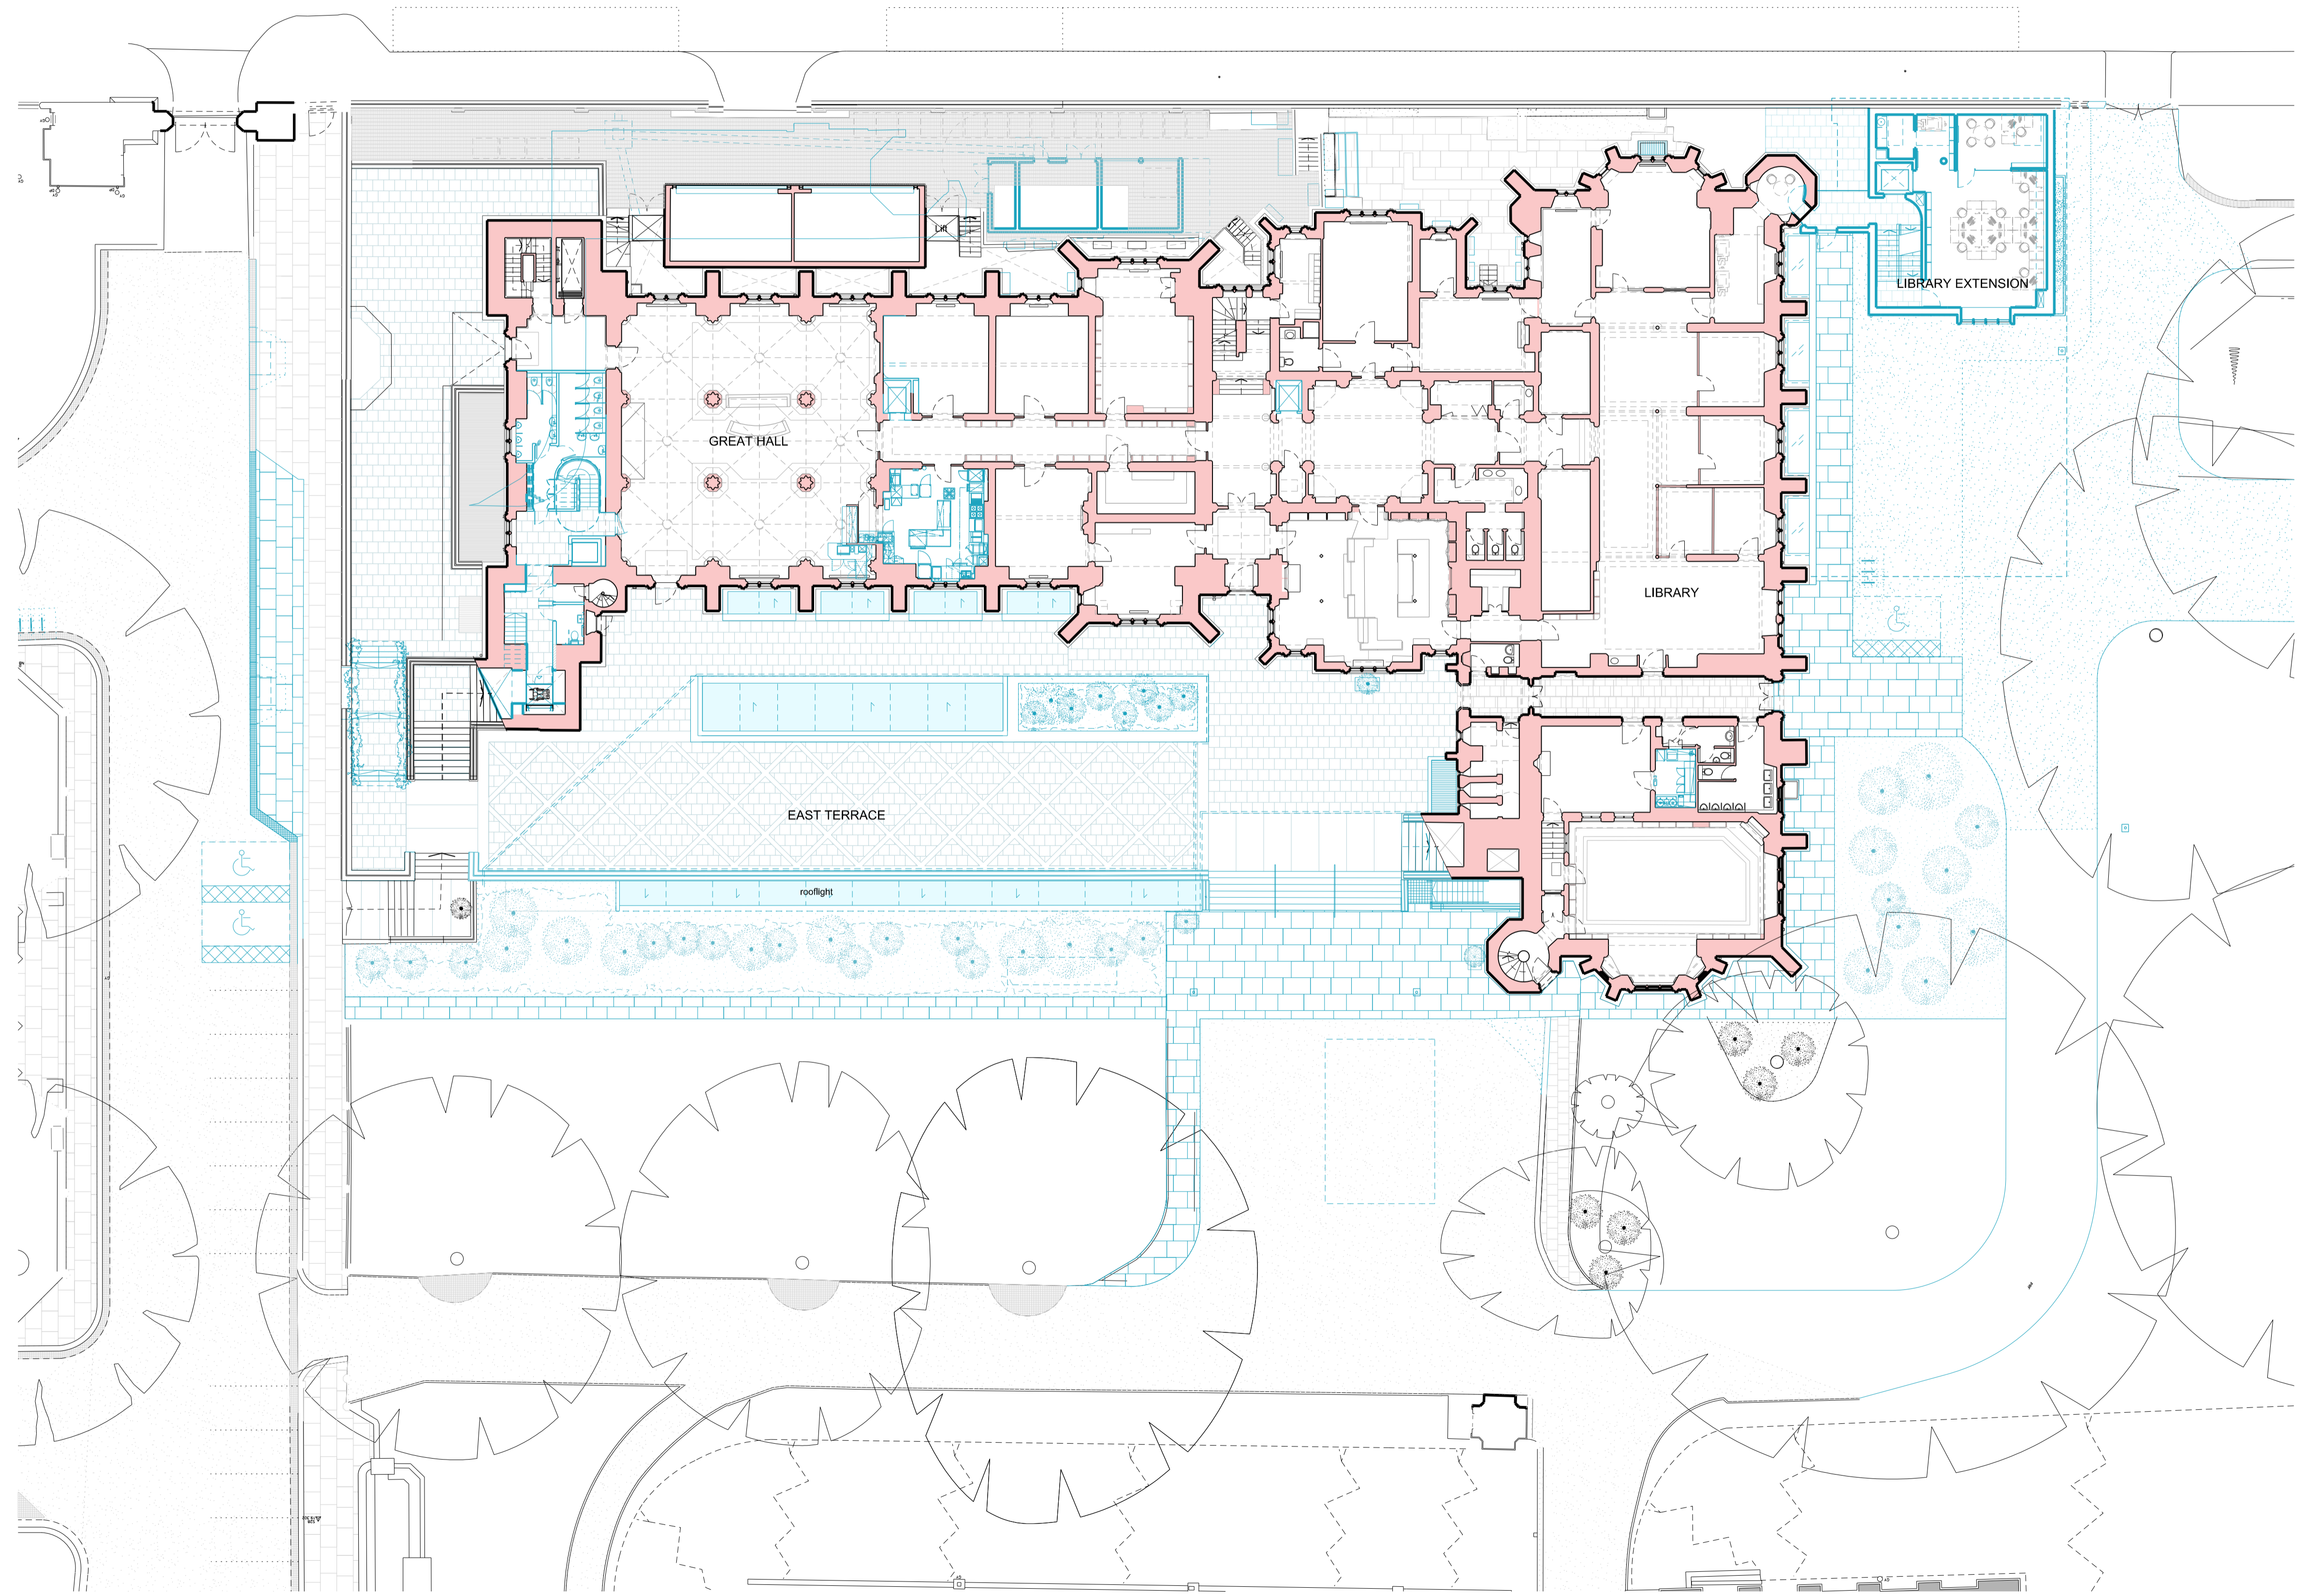 Lift
LIBRARY EXTENSION
GREAT HALL
LIBRARY
EAST TERRACE
rooflight